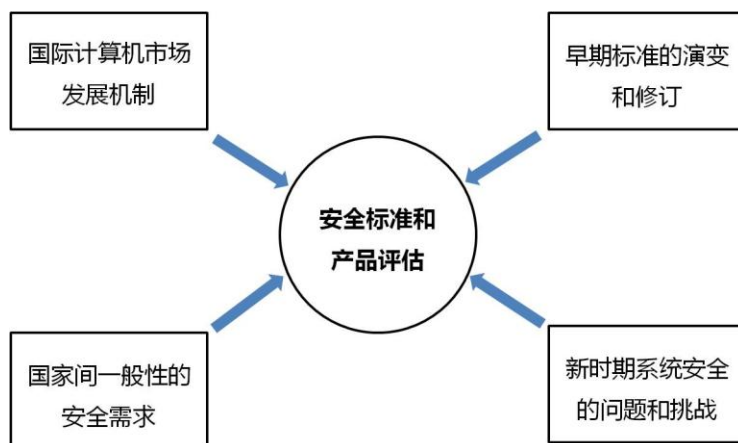 国际计算机市场
发展机制
早期标准的演变
和修订
安全标准和
产品评估
国家间一般性的
安全需求
新时期系统安全
的问题和挑战